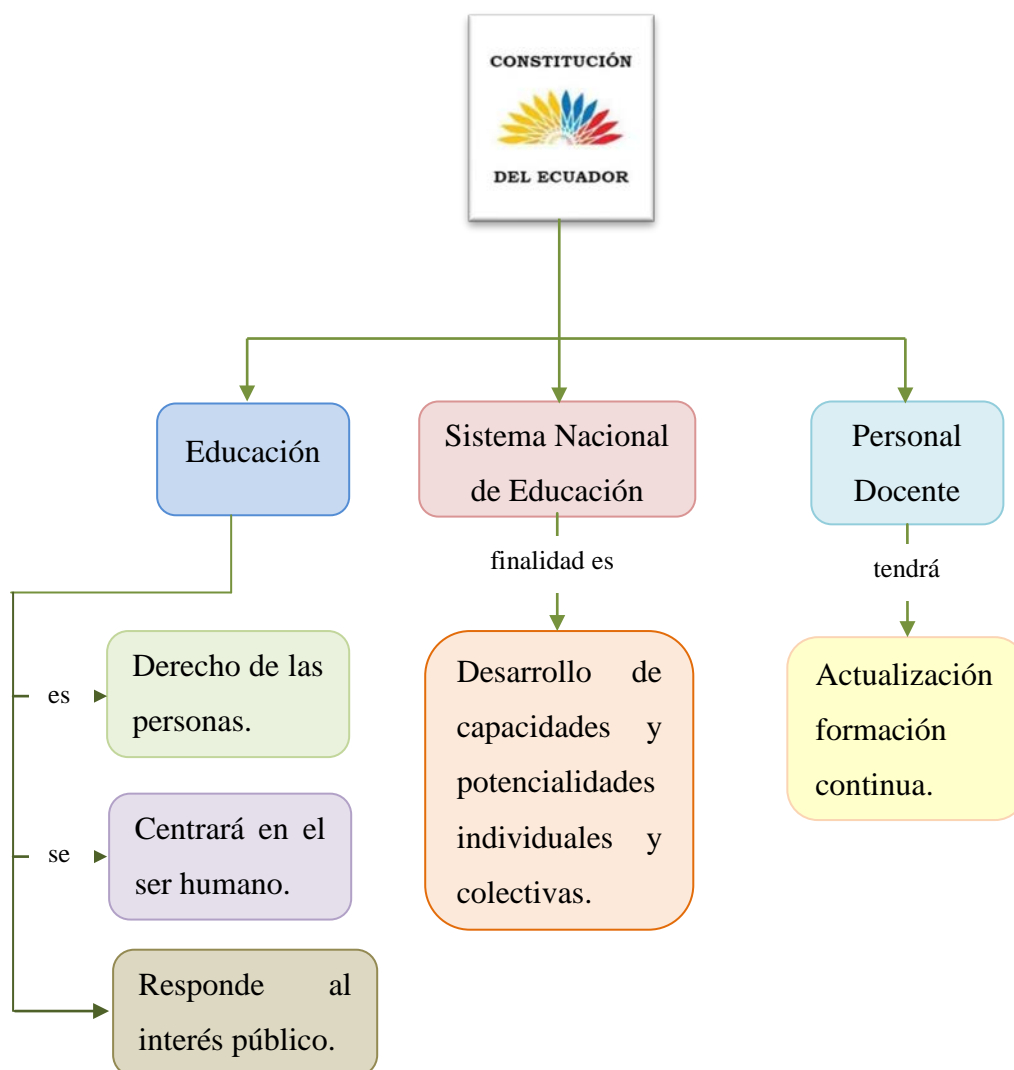 CONSTITUCIÓN
DEL ECUADOR
Educación
Sistema Nacional
de Educación
Personal
Docente
finalidad es
tendrá
es
Derecho de las
personas.
se
Centrará en el
ser humano.
Responde al
interés público.
Desarrollo de
capacidades y
potencialidades
individuales y
colectivas.
Actualización
formación
continua.